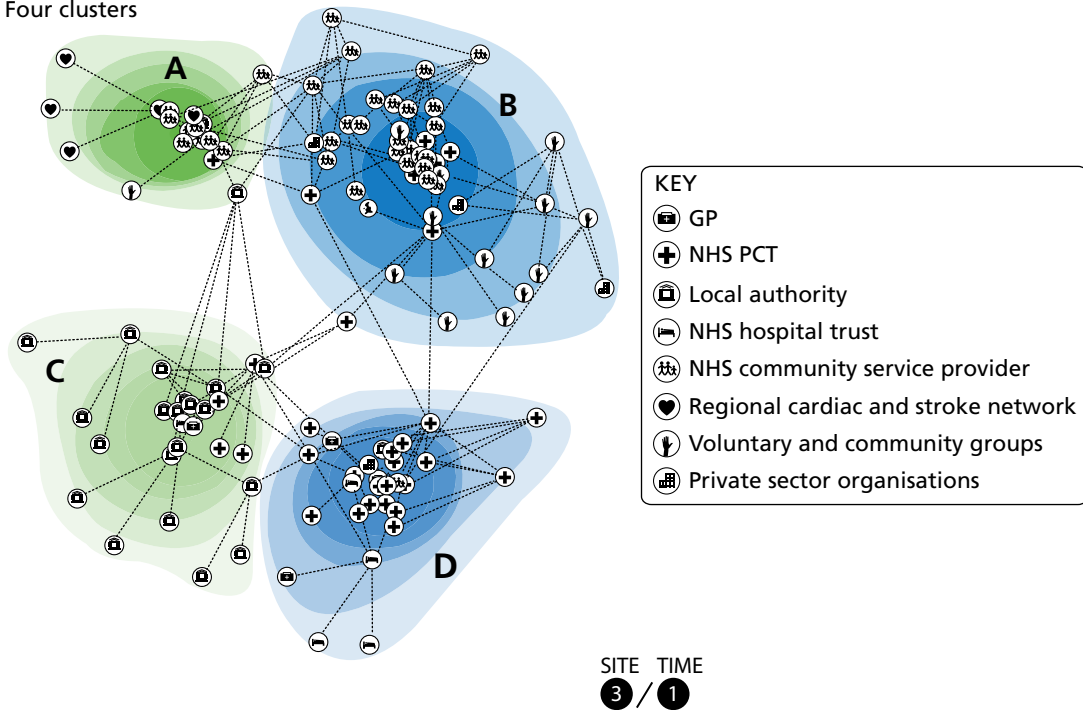 Four clusters
A
B
C
D
KEY
GP
NHS PCT
Local authority
NHS hospital trust
NHS community service provider
Regional cardiac and stroke network
Voluntary and community groups
Private sector organisations
SITE TIME
3 / 1